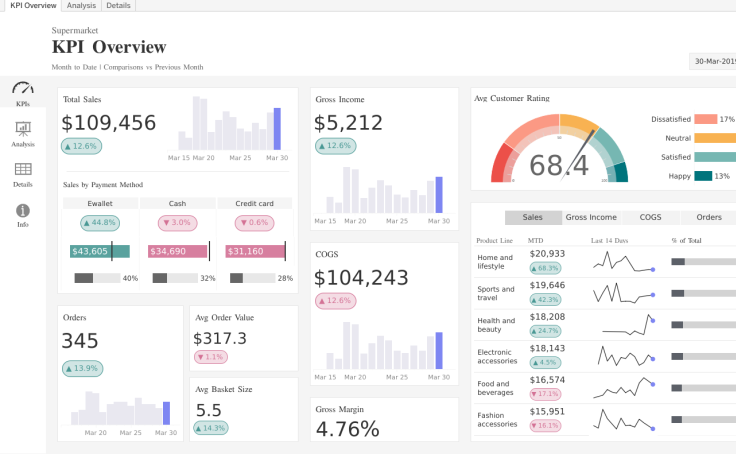 KPI Overview Analysis Details
Supermarket
KPI Overview
Month to Date | Comparisons vs Previous Month
30-Mar-2019
KPIs
Analysis
Details
Info
Total Sales
$109,456
▲ 12.6%
Mar 15 Mar 20 Mar 25 Mar 30
Sales by Payment Method
Ewallet Cash Credit card
▲ 44.8% ▼ 3.0% ▼ 0.6%
$43,605 $34,690 $31,160
40% 32% 28%
Orders
345
▲ 13.9%
Mar 20 Mar 25 Mar 30
Avg Order Value
$317.3
▼ 1.1%
Avg Basket Size
5.5
▲ 14.3%
Gross Income
$5,212
▲ 12.6%
Mar 15 Mar 20 Mar 25 Mar 30
COGS
$104,243
▲ 12.6%
Mar 15 Mar 20 Mar 25 Mar 30
Gross Margin
4.76%
Avg Customer Rating
68.4
Dissatisfied 17%
Neutral
Satisfied
Happy 13%
Sales Gross Income COGS Orders
Product Line MTD Last 14 Days % of Total
Home and
lifestyle
$20,933
▲ 68.3%
Sports and
travel
$19,646
▲ 42.3%
Health and
beauty
$18,208
▲ 24.7%
Electronic
accessories
$18,143
▲ 4.5%
Food and
beverages
$16,574
▼ 17.1%
Fashion
accessories
$15,951
▼ 16.1%